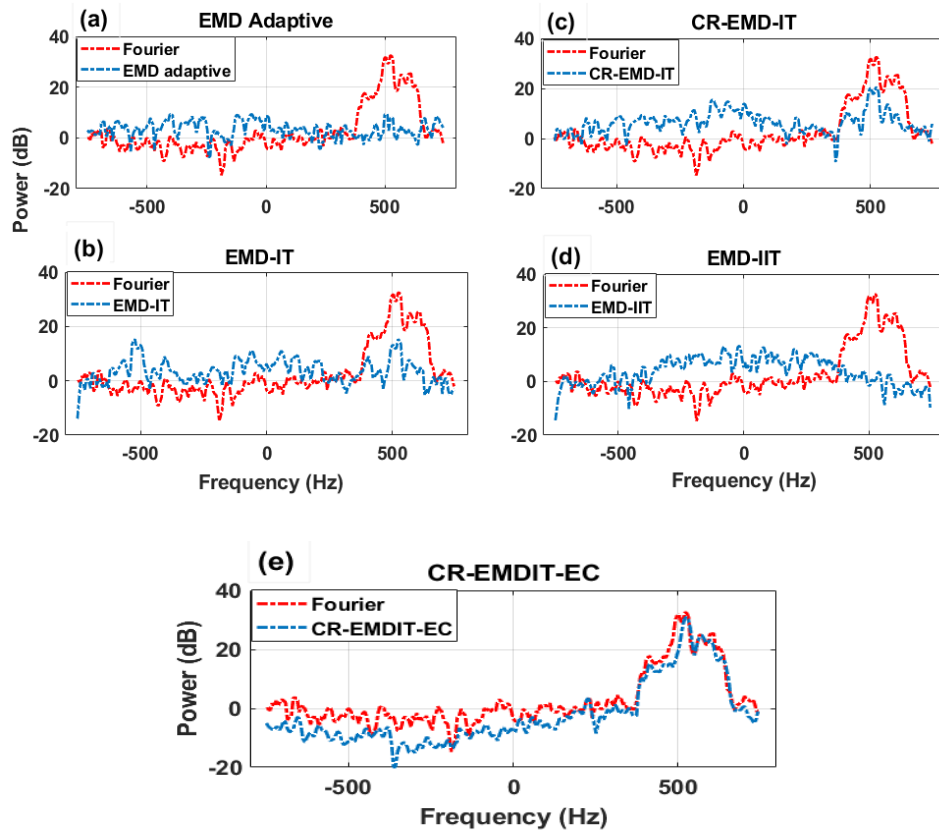 (a)
EMD Adaptive
Fourier
EMD adaptive
40
20
0
-20
-500
0
500
Power (dB)
(c)
CR-EMD-IT
Fourier
CR-EMD-IT
40
20
0
-20
-500
0
500
(b)
EMD-IT
Fourier
EMD-IT
40
20
0
-20
-500
0
500
Frequency (Hz)
(d)
EMD-IIT
Fourier
EMD-IIT
40
20
0
-20
-500
0
500
Frequency (Hz)
(e)
CR-EMDIT-EC
Fourier
CR-EMDIT-EC
40
20
0
-20
Power (dB)
-500
0
500
Frequency (Hz)